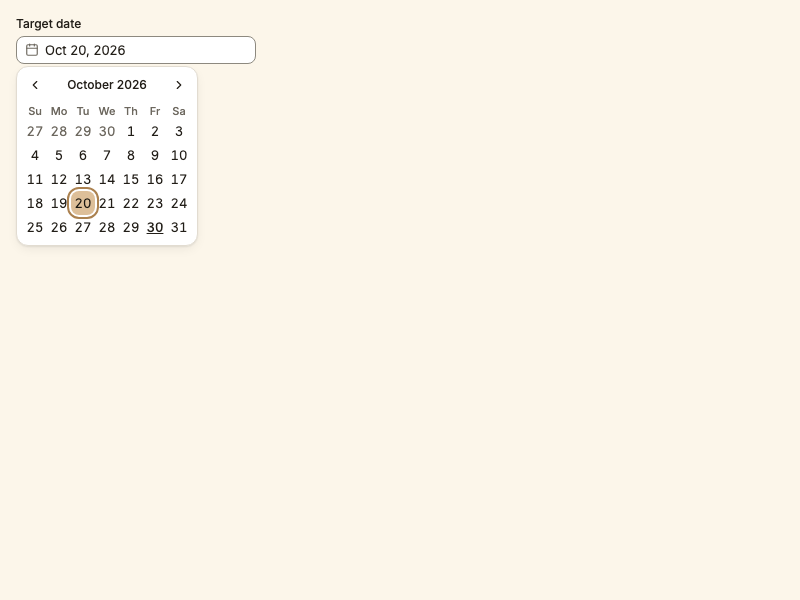 Target date
Oct 20, 2026
October 2026
Su Mo Tu We Th Fr Sa
27 28 29 30 1 2 3
4 5 6 7 8 9 10
11 12 13 14 15 16 17
18 19 20 21 22 23 24
25 26 27 28 29 30 31